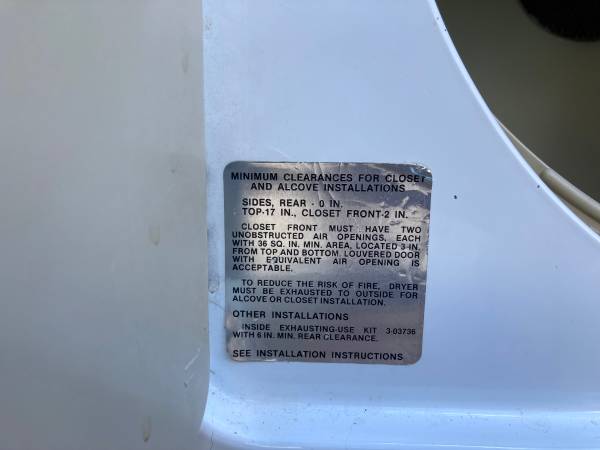 MINIMUM CLEARANCES FOR CLOSET
AND ALCOVE INSTALLATIONS
SIDES, REAR - 0 IN.
TOP-17 IN., CLOSET FRONT-2 IN.
CLOSET FRONT MUST HAVE TWO
UNOBSTRUCTED AIR OPENINGS, EACH
WITH 36 SQ. IN. MIN. AREA, LOCATED 3 IN.
FROM TOP AND BOTTOM. LOUVERED DOOR
WITH EQUIVALENT AIR OPENING IS
ACCEPTABLE.
TO REDUCE THE RISK OF FIRE, DRYER
MUST BE EXHAUSTED TO OUTSIDE FOR
ALCOVE OR CLOSET INSTALLATION.
OTHER INSTALLATIONS
INSIDE EXHAUSTING-USE KIT 3-03736
WITH 6 IN. MIN. REAR CLEARANCE.
SEE INSTALLATION INSTRUCTIONS